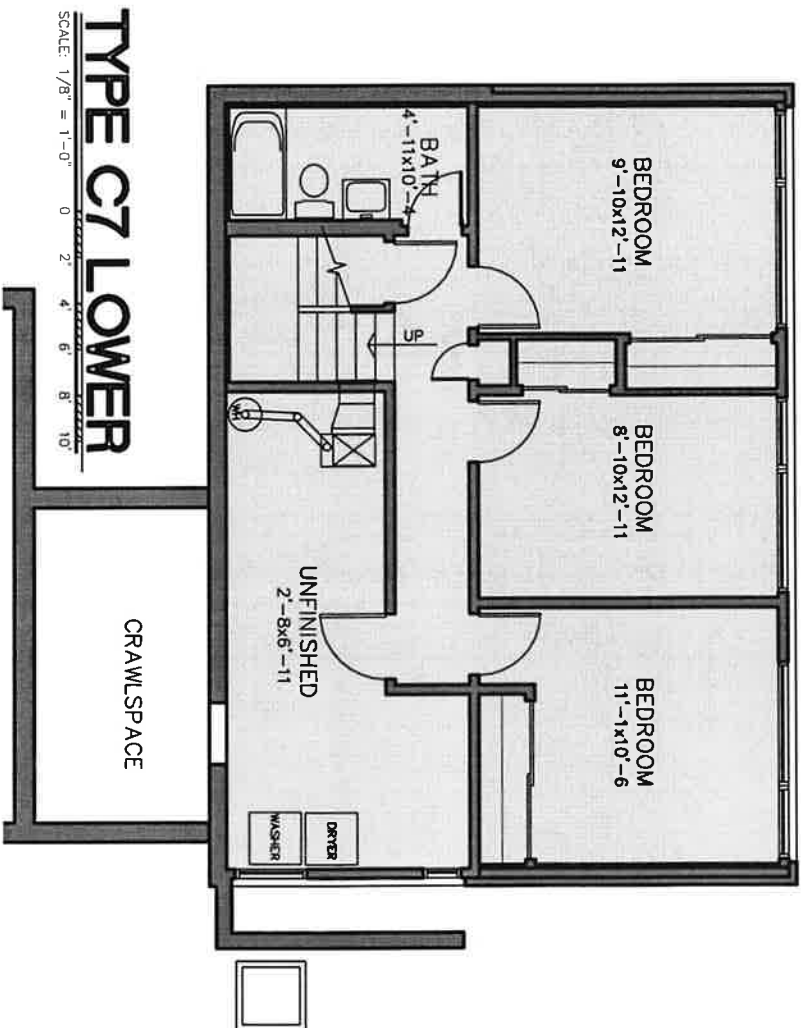 BEDROOM
9'-10x12'-11
BEDROOM
8'-10x12'-11
BEDROOM
11'-1x10'-6
BATH
4'-11x10'-4
UP
WH
UNFINISHED
2'-8x6'-11
DRYER
WASHER
CRAWLSPACE
TYPE C7 LOWER
SCALE: 1/8" = 1'-0"
0 2' 4' 6' 8' 10'